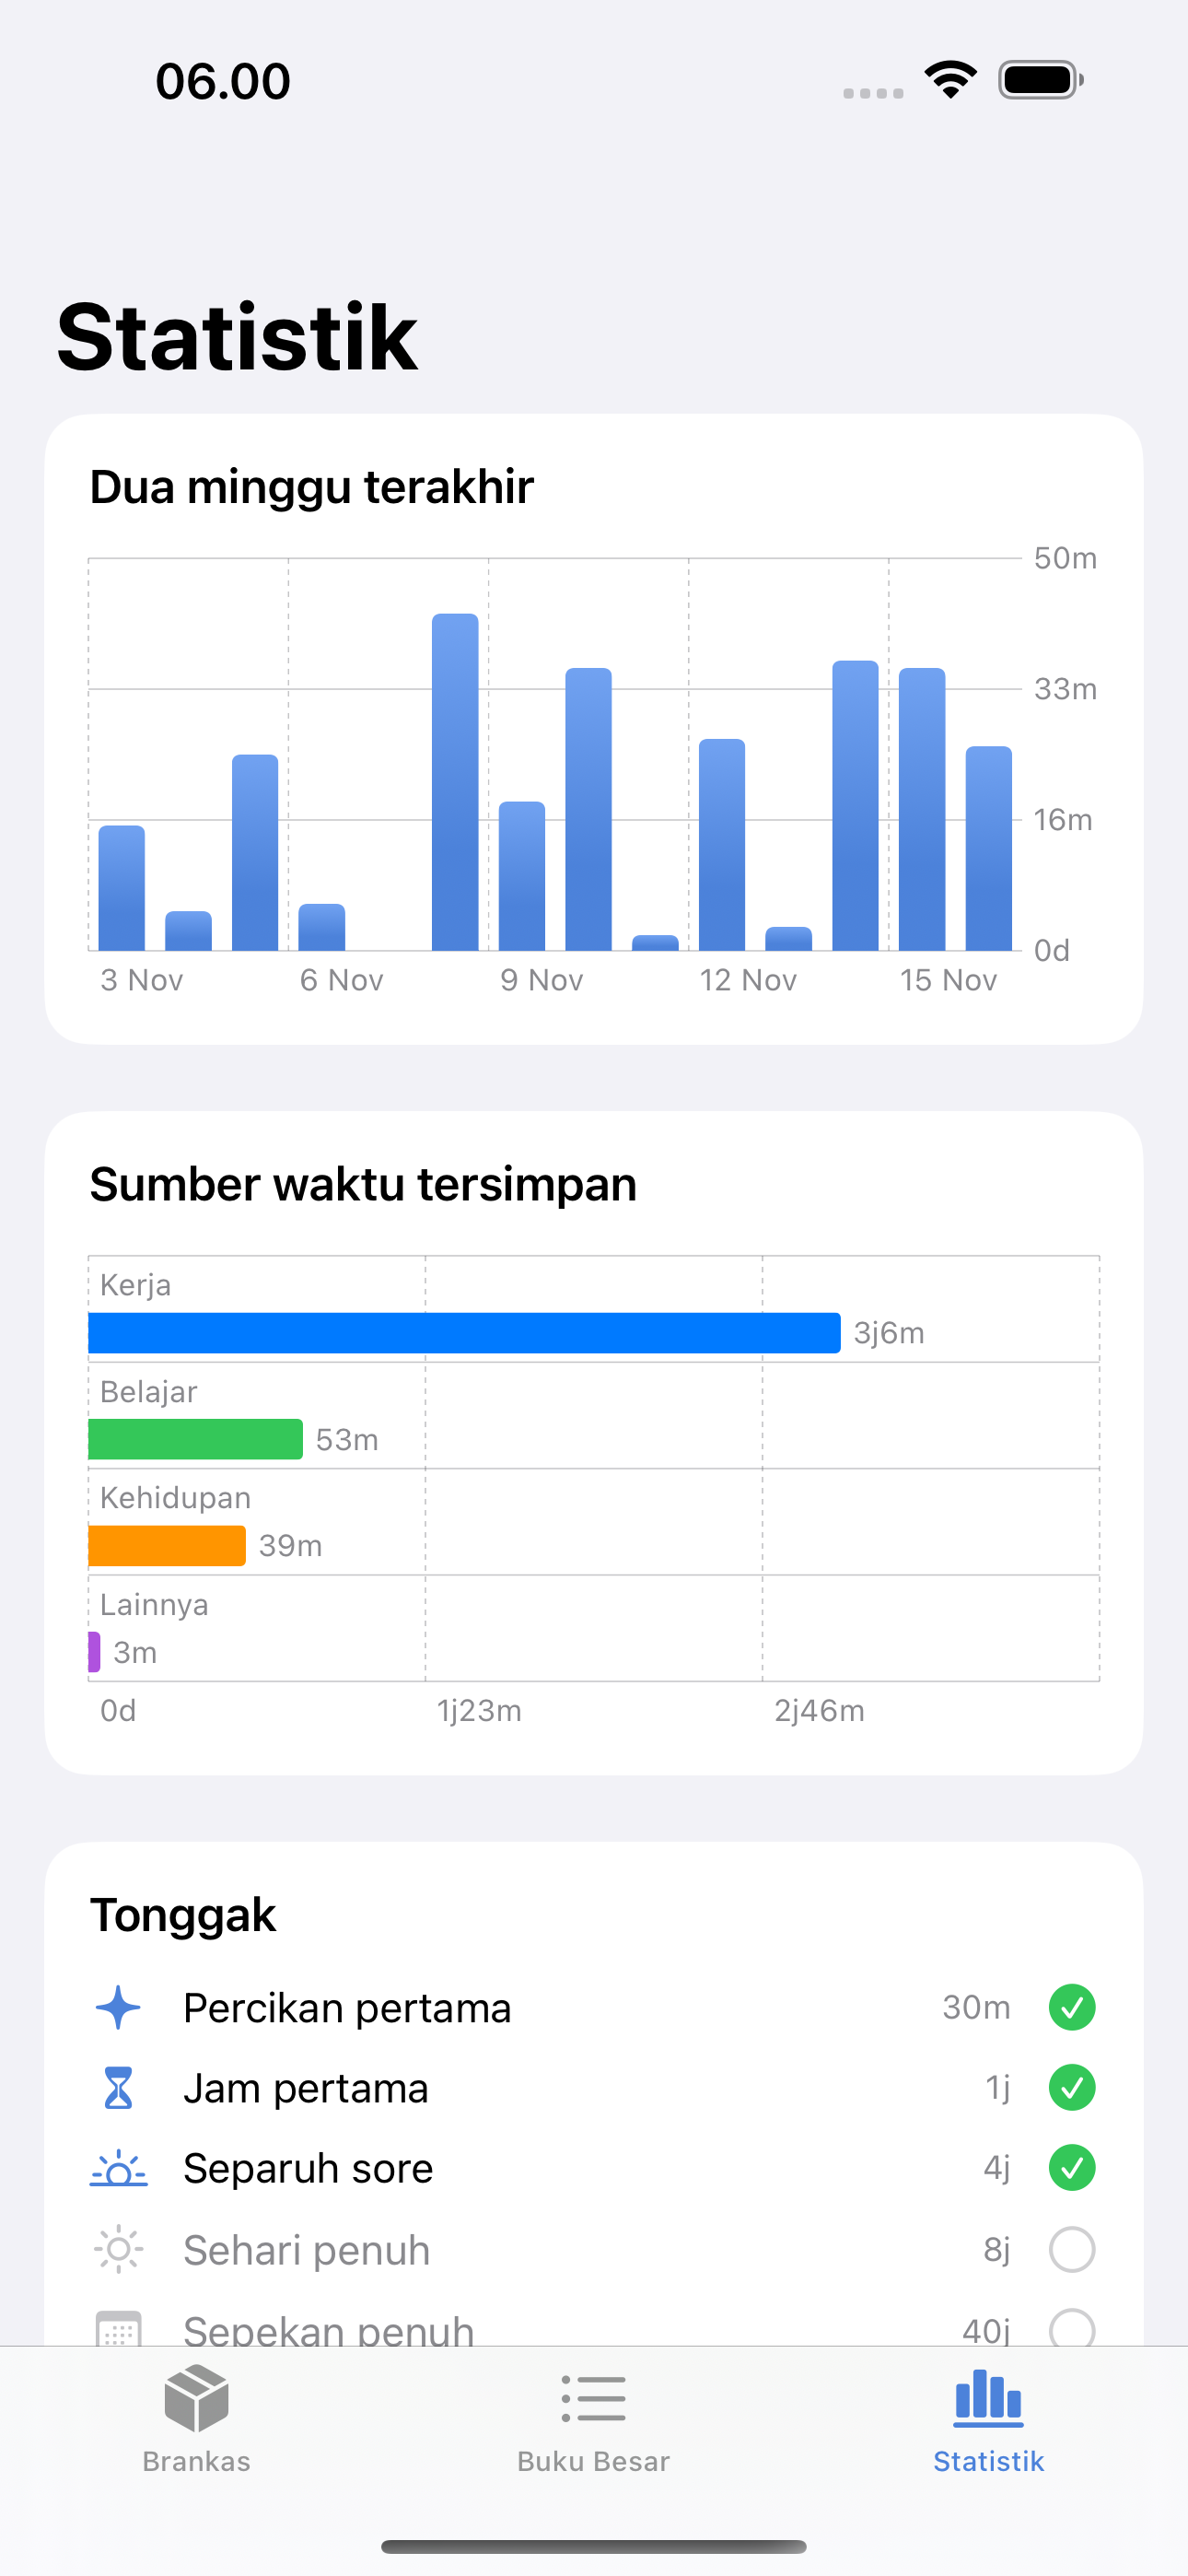 06.00
Statistik
Dua minggu terakhir
50m
33m
16m
0d
3 Nov 6 Nov 9 Nov 12 Nov 15 Nov
Sumber waktu tersimpan
Kerja
3j6m
Belajar
53m
Kehidupan
39m
Lainnya
3m
0d 1j23m 2j46m
Tonggak
Percikan pertama 30m
Jam pertama 1j
Separuh sore 4j
Sehari penuh 8j
Sepekan penuh 40j
Brankas Buku Besar Statistik